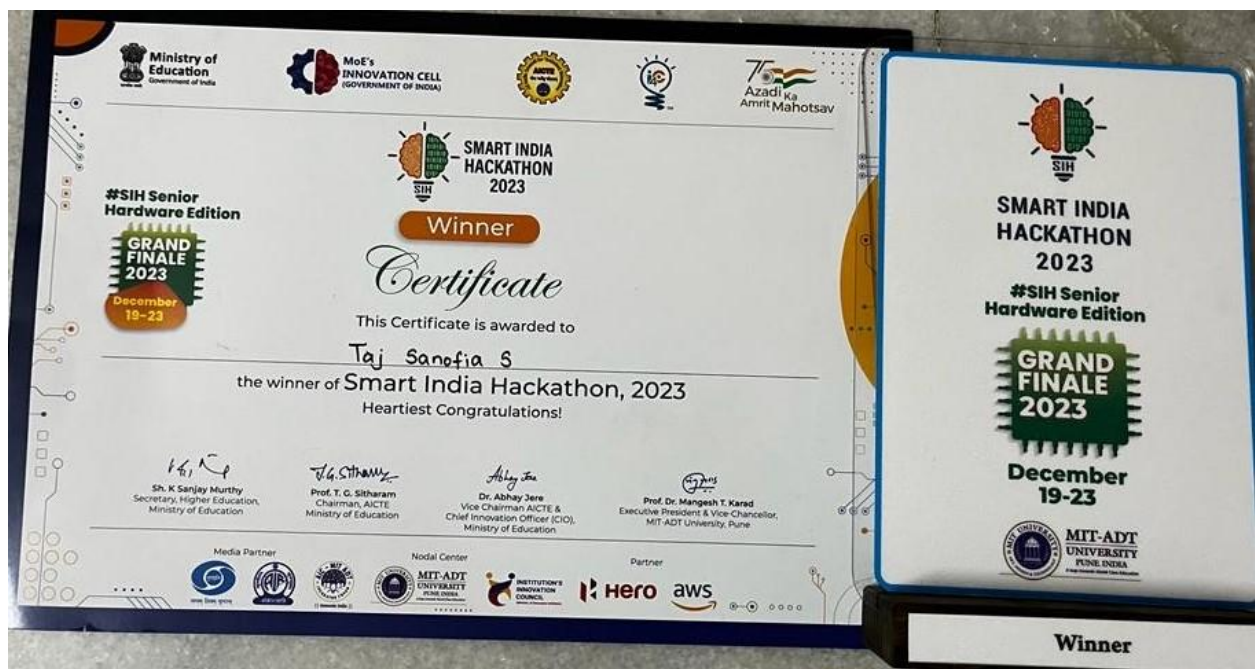 Ministry of
Education
Government of India
MoE's
INNOVATION CELL
(GOVERNMENT OF INDIA)
AICTE
Azadi Ka
Amrit Mahotsav
SIH
SMART INDIA
HACKATHON
2023
#SIH Senior
Hardware Edition
GRAND
FINALE
2023
December
19-23
Winner
Certificate
This Certificate is awarded to
Taj Sanofia S
the winner of Smart India Hackathon, 2023
Heartiest Congratulations!
Sh. K Sanjay Murthy
Secretary, Higher Education,
Ministry of Education
T.G. Sitharam
Prof. T. G. Sitharam
Chairman, AICTE
Ministry of Education
Abhay Jere
Dr. Abhay Jere
Vice Chairman AICTE &
Chief Innovation Officer (CIO),
Ministry of Education
Prof. Dr. Mangesh T. Karad
Executive President & Vice-Chancellor,
MIT-ADT University, Pune
Media Partner
Nodal Center
MIT-ADT
UNIVERSITY
PUNE INDIA
INSTITUTION'S
INNOVATION
COUNCIL
Partner
Hero
aws
SIH
SMART INDIA
HACKATHON
2023
#SIH Senior
Hardware Edition
GRAND
FINALE
2023
December
19-23
MIT-ADT
UNIVERSITY
PUNE INDIA
Winner